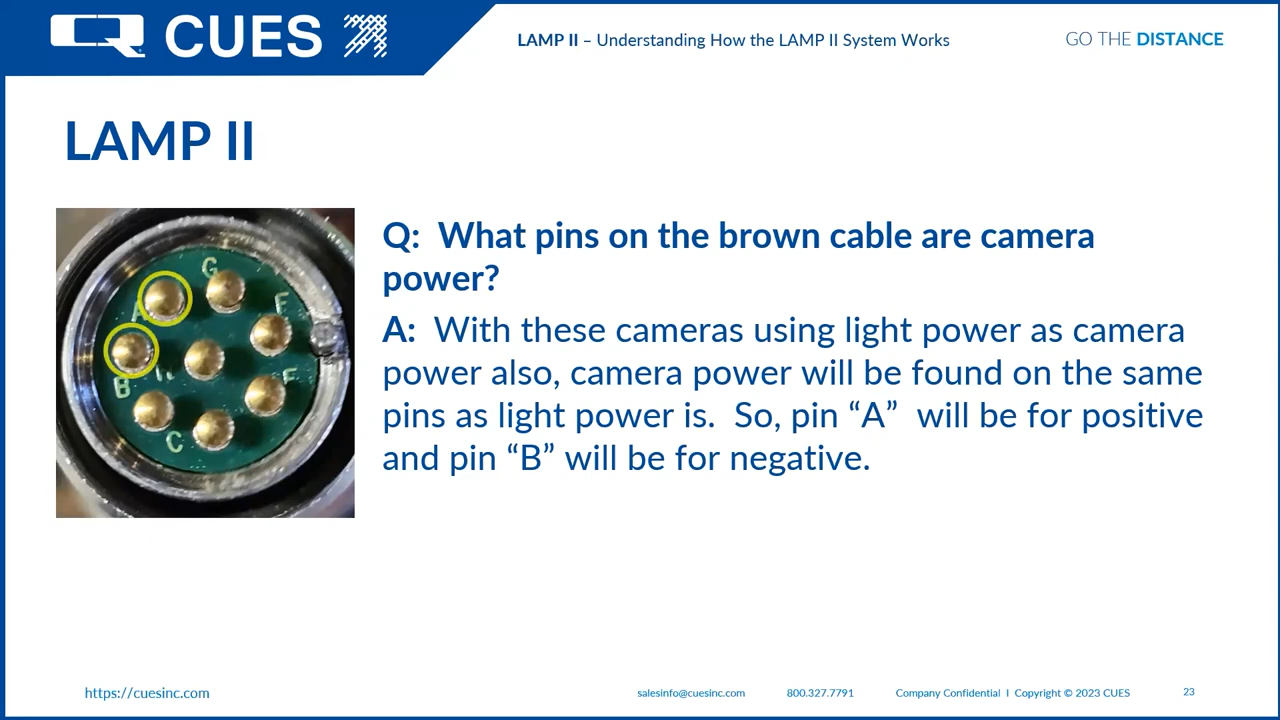 CUES
LAMP II – Understanding How the LAMP II System Works
GO THE DISTANCE
LAMP II
G
A
F
B
E
C
Q: What pins on the brown cable are camera
power?
A: With these cameras using light power as camera
power also, camera power will be found on the same
pins as light power is. So, pin “A” will be for positive
and pin “B” will be for negative.
https://cuesinc.com
salesinfo@cuesinc.com
800.327.7791
Company Confidential I Copyright © 2023 CUES
23